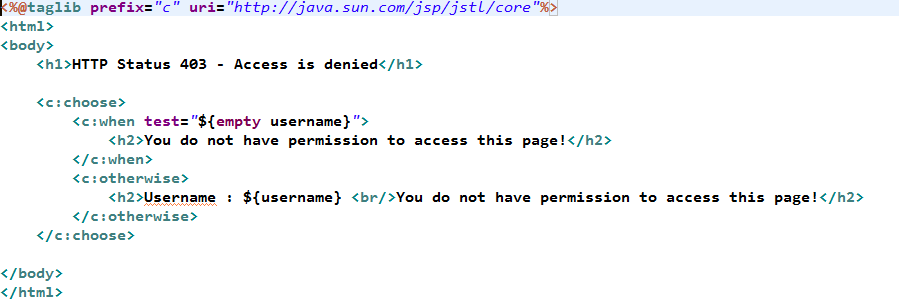 <%@taglib prefix="c" uri="http://java.sun.com/jsp/jstl/core"%>
<html>
<body>
    <h1>HTTP Status 403 - Access is denied</h1>

    <c:choose>
        <c:when test="${empty username}">
            <h2>You do not have permission to access this page!</h2>
        </c:when>
        <c:otherwise>
            <h2>Username : ${username} <br/>You do not have permission to access this page!</h2>
        </c:otherwise>
    </c:choose>

</body>
</html>